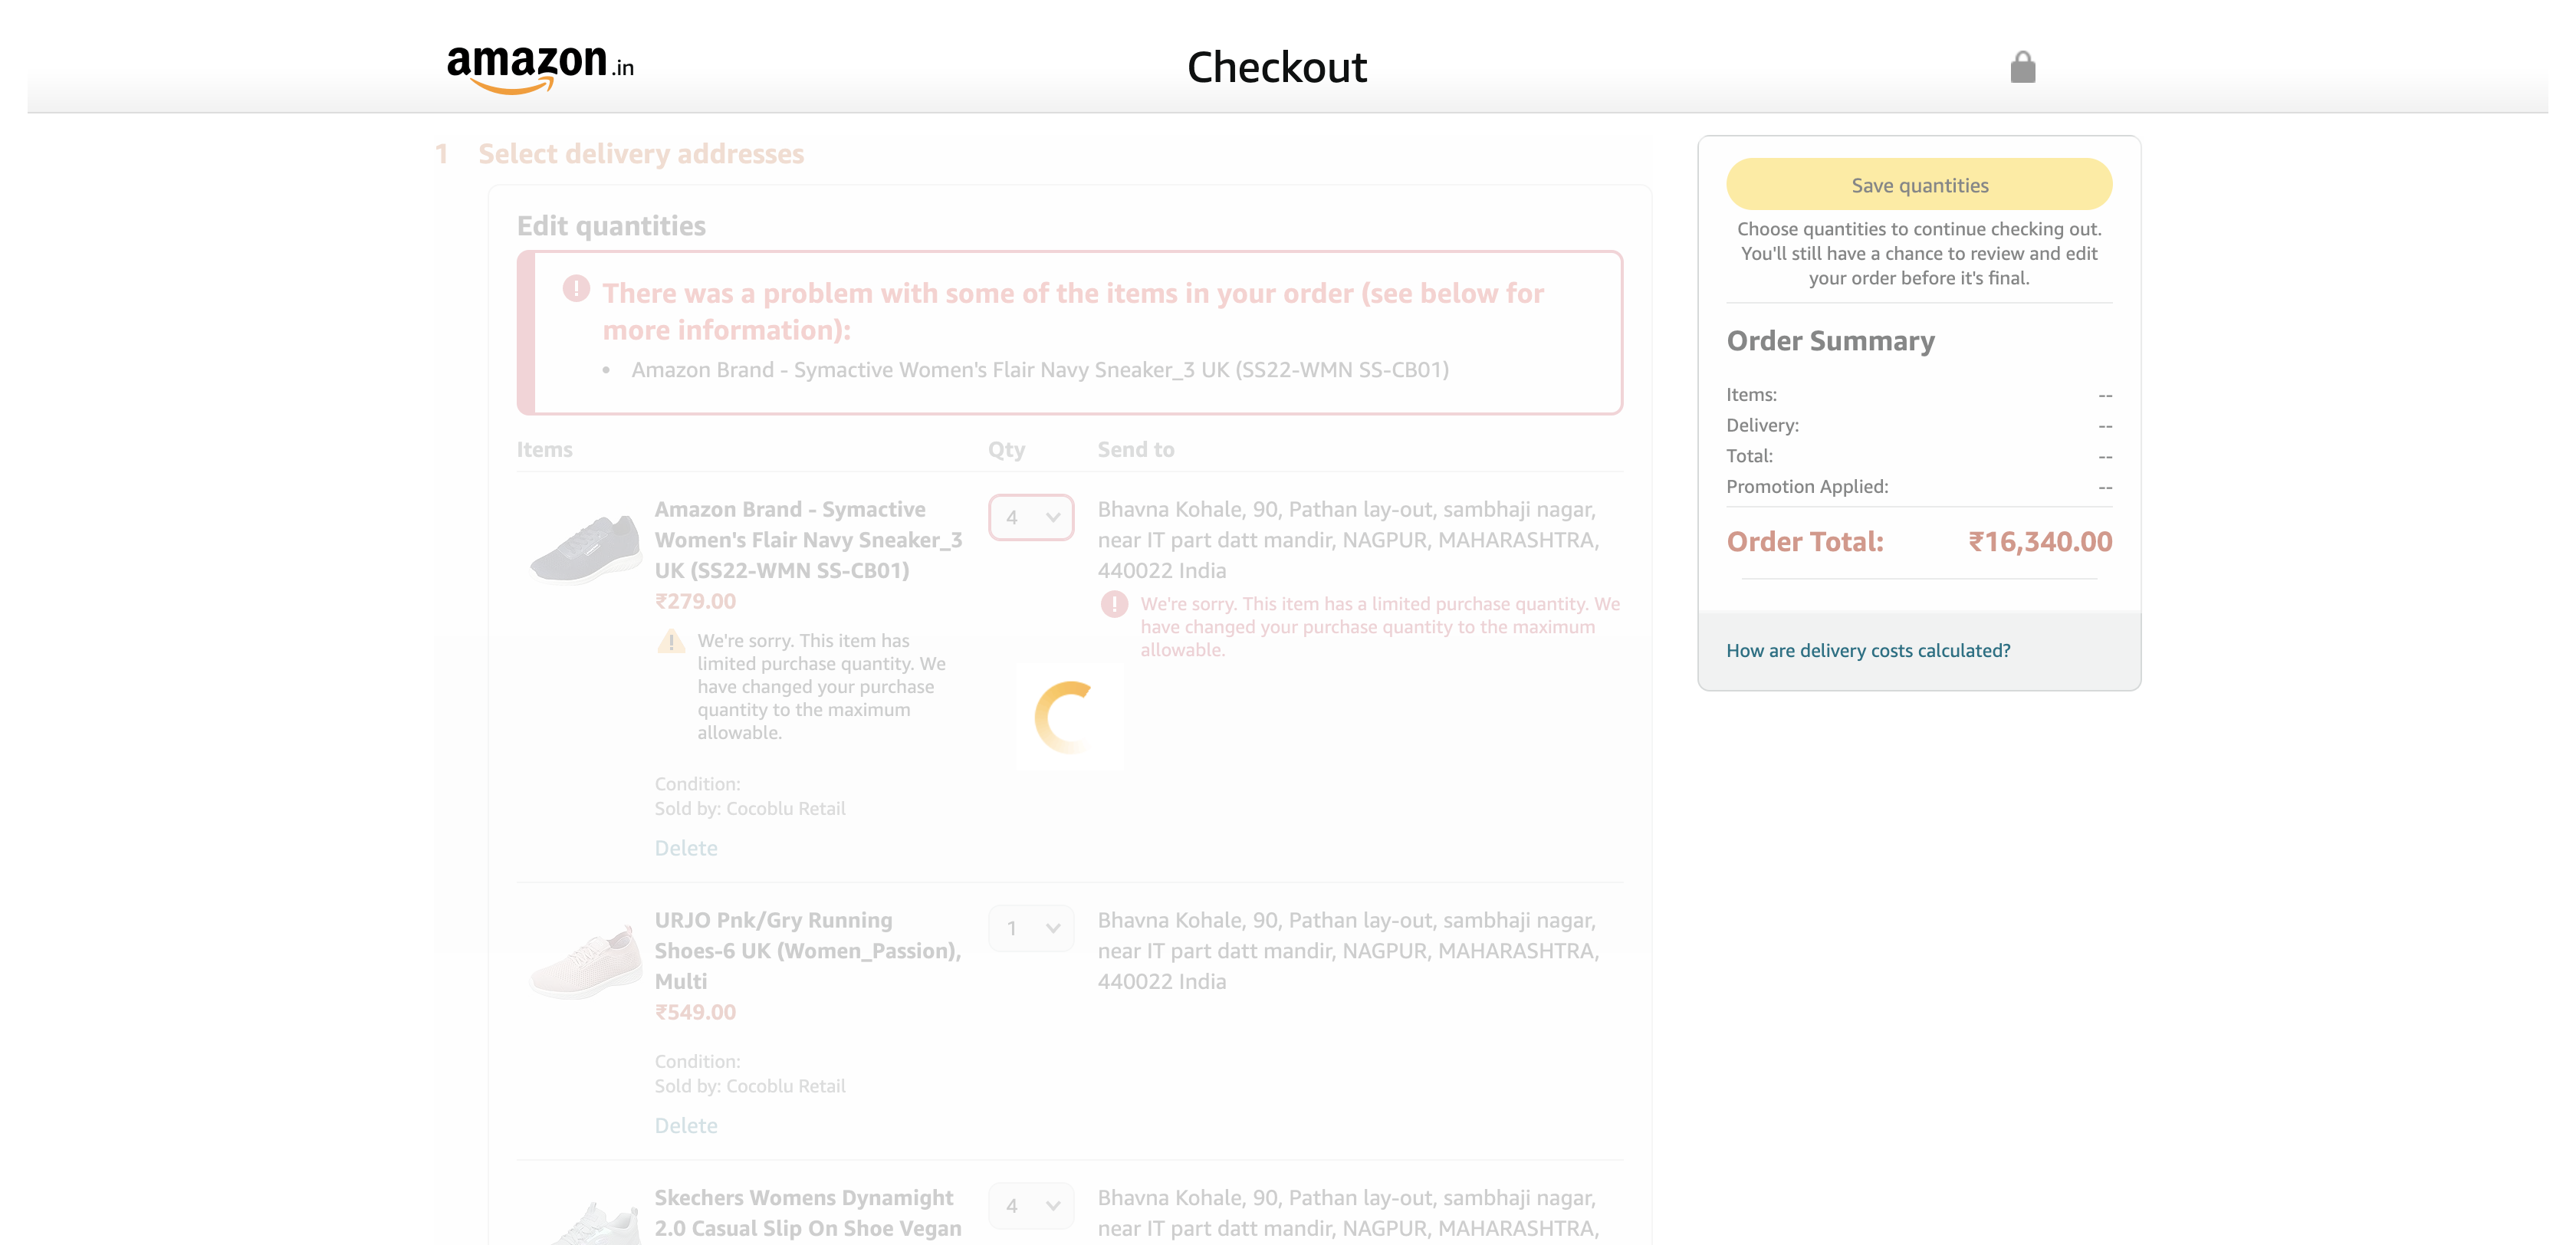 amazon.in
Checkout
1 Select delivery addresses
Edit quantities
There was a problem with some of the items in your order (see below for
more information):
• Amazon Brand - Symactive Women's Flair Navy Sneaker_3 UK (SS22-WMN SS-CB01)
Items Qty Send to
Amazon Brand - Symactive
Women's Flair Navy Sneaker_3
UK (SS22-WMN SS-CB01)
₹279.00
We're sorry. This item has
limited purchase quantity. We
have changed your purchase
quantity to the maximum
allowable.
Condition:
Sold by: Cocoblu Retail
Delete
4
Bhavna Kohale, 90, Pathan lay-out, sambhaji nagar,
near IT part datt mandir, NAGPUR, MAHARASHTRA,
440022 India
We're sorry. This item has a limited purchase quantity. We
have changed your purchase quantity to the maximum
allowable.
URJO Pnk/Gry Running
Shoes-6 UK (Women_Passion),
Multi
₹549.00
Condition:
Sold by: Cocoblu Retail
Delete
1
Bhavna Kohale, 90, Pathan lay-out, sambhaji nagar,
near IT part datt mandir, NAGPUR, MAHARASHTRA,
440022 India
Skechers Womens Dynamight
2.0 Casual Slip On Shoe Vegan
4
Bhavna Kohale, 90, Pathan lay-out, sambhaji nagar,
near IT part datt mandir, NAGPUR, MAHARASHTRA,
Save quantities
Choose quantities to continue checking out.
You'll still have a chance to review and edit
your order before it's final.
Order Summary
Items: --
Delivery: --
Total: --
Promotion Applied: --
Order Total: ₹16,340.00
How are delivery costs calculated?